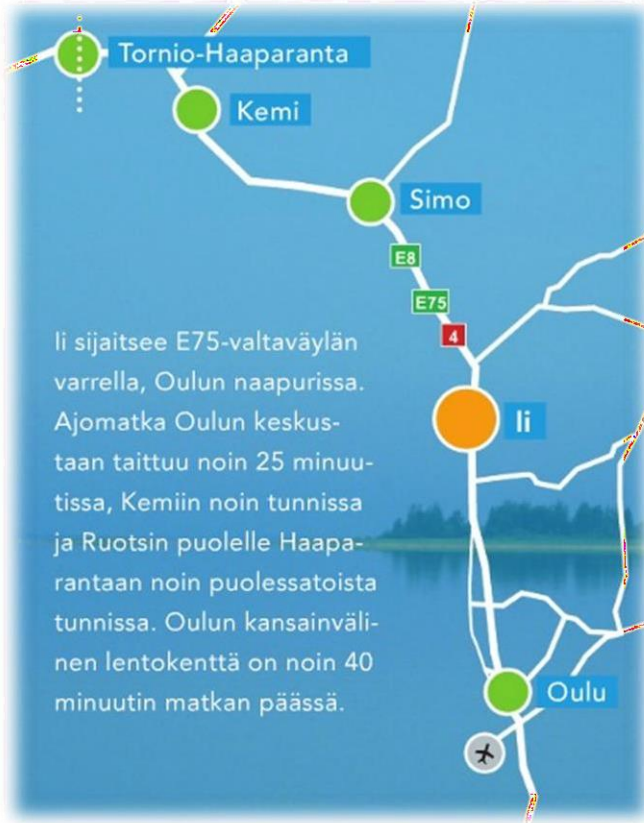 Tornio-Haaparanta
Kemi
Simo
E8
E75
4
Ii sijaitsee E75-valtaväylän
varrella, Oulun naapurissa.
Ajomatka Oulun keskus-
taan taittuu noin 25 minuu-
tissa, Kemiin noin tunnissa
ja Ruotsin puolelle Haapa-
rantaan noin puolessatoista
tunnissa. Oulun kansainväli-
nen lentokenttä on noin 40
minuutin matkan päässä.
Ii
Oulu